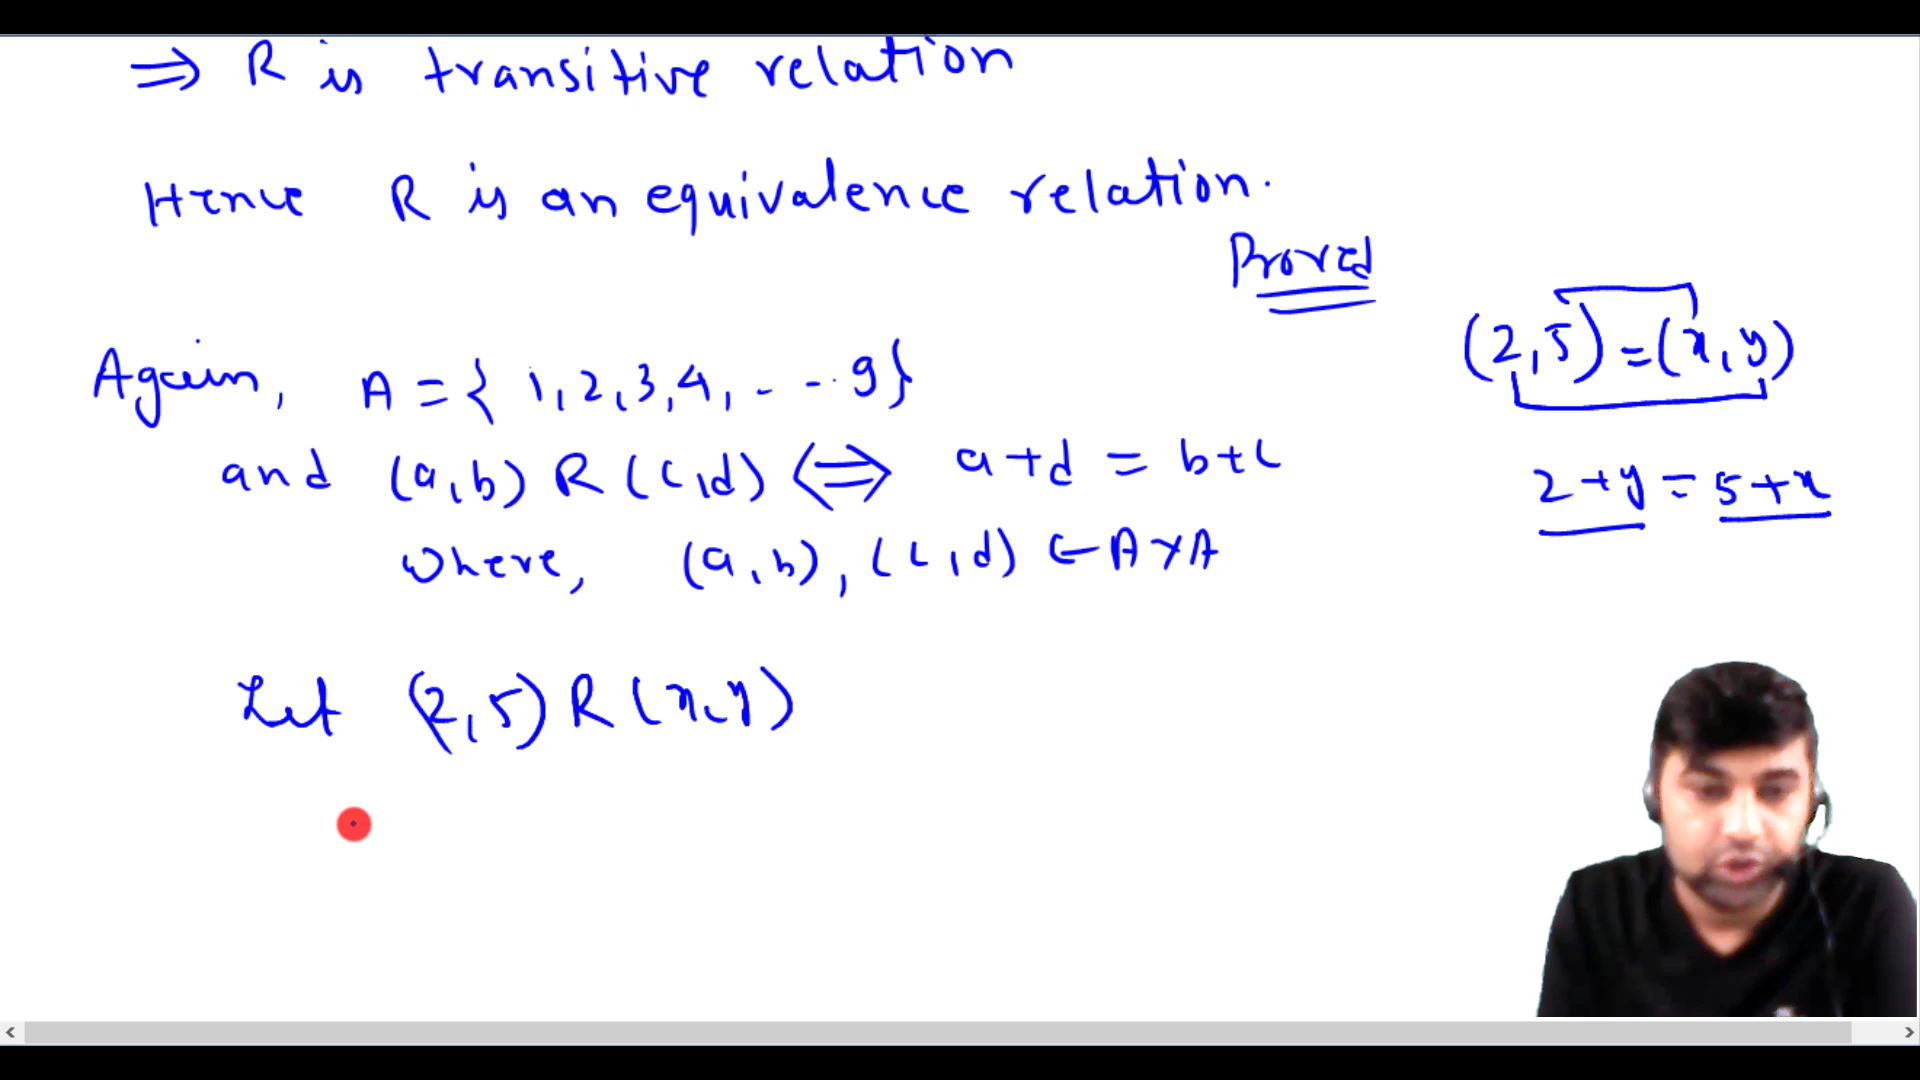 ⇒ R is transitive relation
Hence R is an equivalence relation.
Proved
Again, A = { 1, 2, 3, 4, - - . 9}
and (a, b) R (c, d) ⇔ a + d = b + c
where, (a, b), (c, d) ∈ A × A
Let (2, 5) R (x, y)
(2, 5) = (x, y)
2 + y = 5 + x